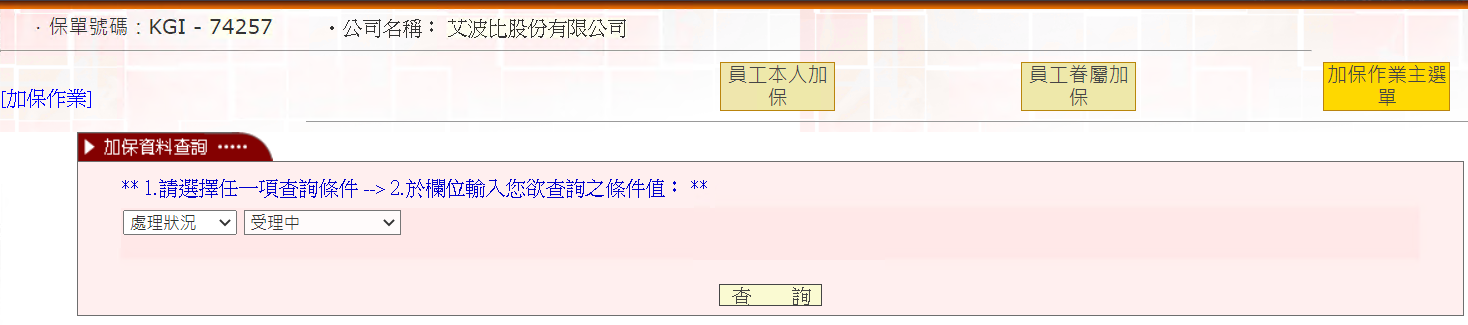 ．保單號碼：KGI - 74257 ・公司名稱： 艾波比股份有限公司
[加保作業]
員工本人加
保
員工眷屬加
保
加保作業主選
單
加保資料查詢 ·····
** 1.請選擇任一項查詢條件 --> 2.於欄位輸入您欲查詢之條件值： **
處理狀況 受理中
查　　詢